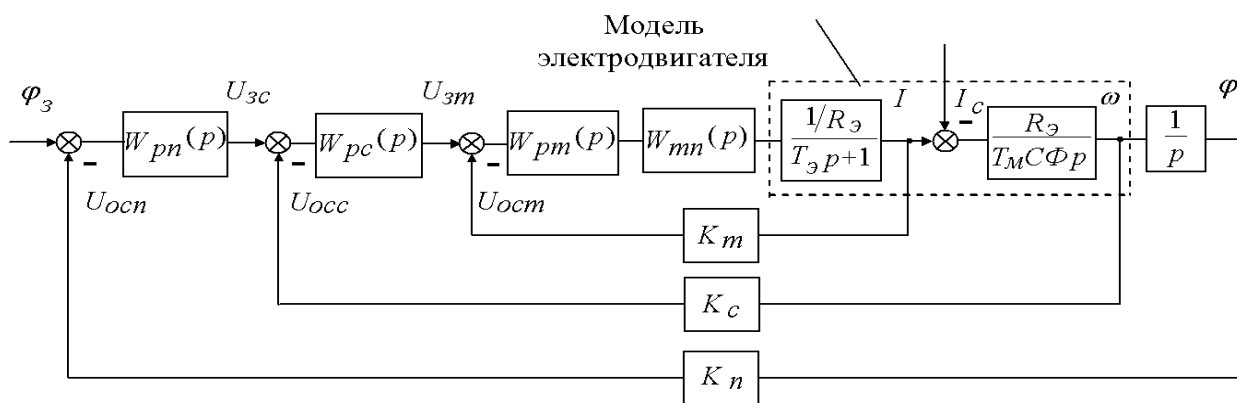 Модель
электродвигателя
φз
Uзс
Uзт
I
Iс
ω
φ
Wрп(p)
Wрс(p)
Wрт(p)
Wтп(p)
1/Rэ
Tэ p+1
Rэ
TмCФp
1
p
Uосп
Uосс
Uост
Kт
Kс
Kп